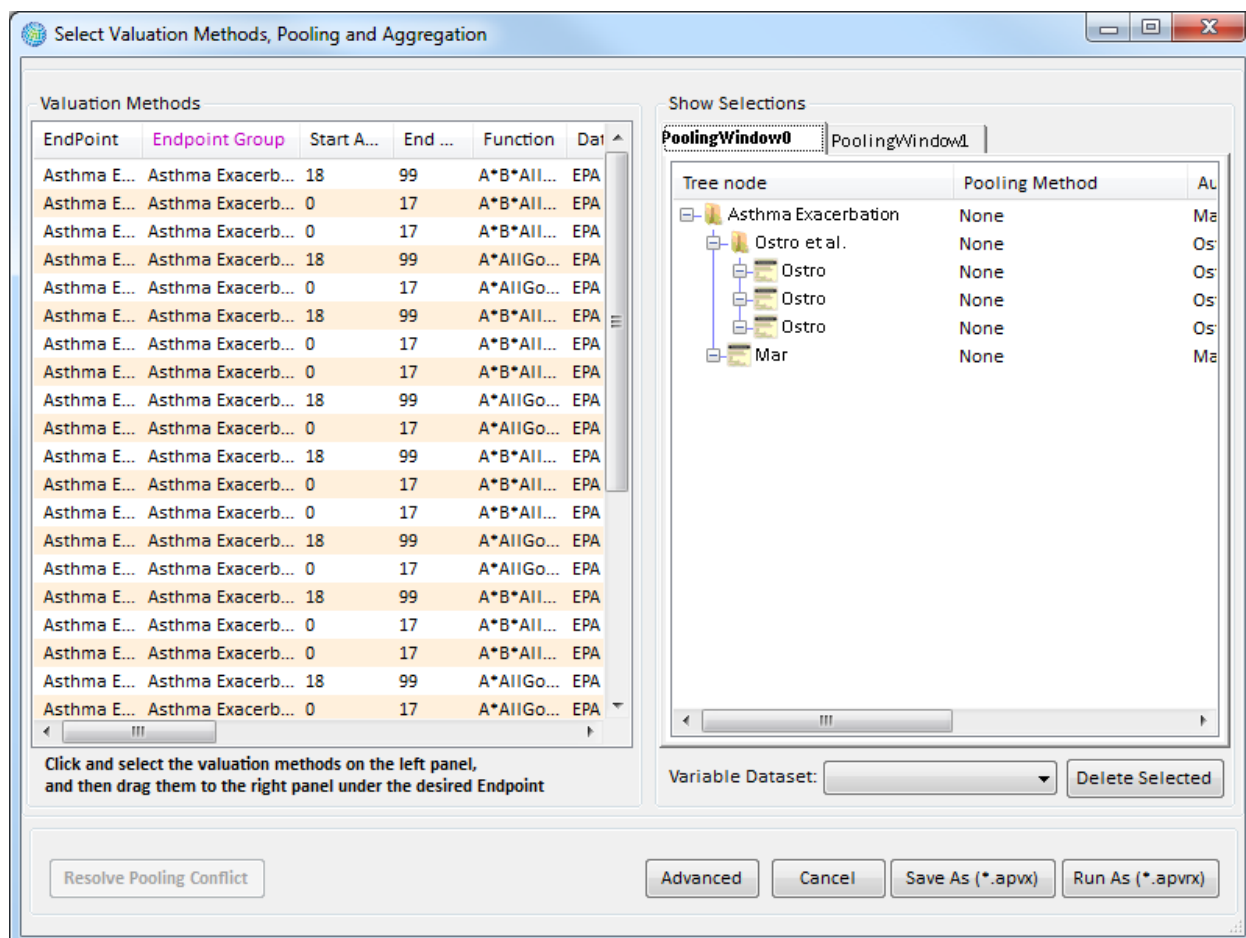 Select Valuation Methods, Pooling and Aggregation
Valuation Methods
EndPoint Endpoint Group Start A... End ... Function Dat
Asthma E... Asthma Exacerb... 18 99 A*B*All... EPA
Asthma E... Asthma Exacerb... 0 17 A*B*All... EPA
Asthma E... Asthma Exacerb... 0 17 A*B*All... EPA
Asthma E... Asthma Exacerb... 18 99 A*AllGo... EPA
Asthma E... Asthma Exacerb... 0 17 A*AllGo... EPA
Asthma E... Asthma Exacerb... 18 99 A*B*All... EPA
Asthma E... Asthma Exacerb... 0 17 A*B*All... EPA
Asthma E... Asthma Exacerb... 0 17 A*B*All... EPA
Asthma E... Asthma Exacerb... 18 99 A*AllGo... EPA
Asthma E... Asthma Exacerb... 0 17 A*AllGo... EPA
Asthma E... Asthma Exacerb... 18 99 A*B*All... EPA
Asthma E... Asthma Exacerb... 0 17 A*B*All... EPA
Asthma E... Asthma Exacerb... 0 17 A*B*All... EPA
Asthma E... Asthma Exacerb... 18 99 A*AllGo... EPA
Asthma E... Asthma Exacerb... 0 17 A*AllGo... EPA
Asthma E... Asthma Exacerb... 18 99 A*B*All... EPA
Asthma E... Asthma Exacerb... 0 17 A*B*All... EPA
Asthma E... Asthma Exacerb... 0 17 A*B*All... EPA
Asthma E... Asthma Exacerb... 18 99 A*AllGo... EPA
Asthma E... Asthma Exacerb... 0 17 A*AllGo... EPA
Click and select the valuation methods on the left panel,
and then drag them to the right panel under the desired Endpoint
Show Selections
PoolingWindow0 PoolingWindow1
Tree node Pooling Method Au
Asthma Exacerbation None Ma
Ostro et al. None Os
Ostro None Os
Ostro None Os
Ostro None Os
Mar None Ma
Variable Dataset: Delete Selected
Resolve Pooling Conflict Advanced Cancel Save As (*.apvx) Run As (*.apvrx)